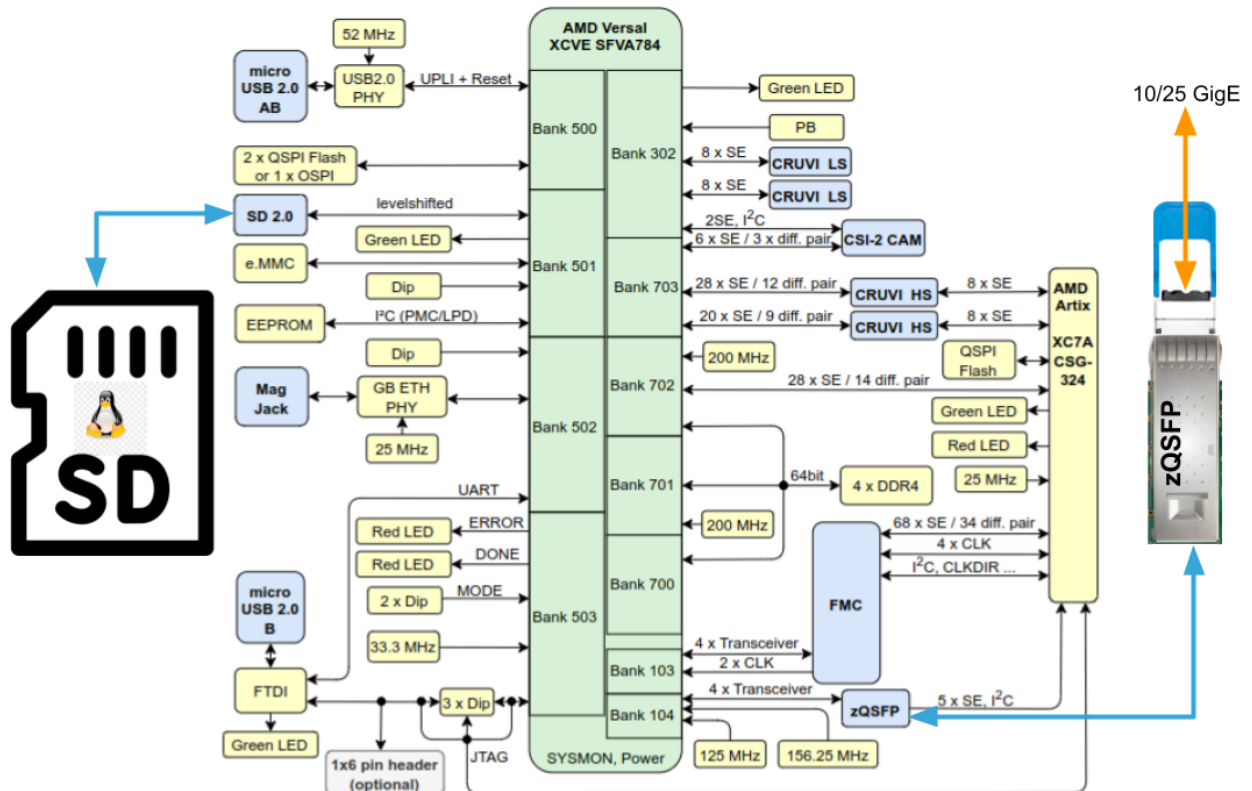 AMD Versal
XCVE SFVA784
52 MHz
micro
USB 2.0
AB
USB2.0
PHY
UPLI + Reset
Bank 500
2 x QSPI Flash
or 1 x OSPI
SD 2.0
levelshifted
Green LED
e.MMC
Bank 501
Dip
EEPROM
I²C (PMC/LPD)
Dip
Mag
Jack
GB ETH
PHY
25 MHz
Bank 502
UART
Red LED
ERROR
Red LED
DONE
2 x Dip
MODE
Bank 503
33.3 MHz
micro
USB 2.0
B
FTDI
3 x Dip
Green LED
1x6 pin header
(optional)
JTAG
SYSMON, Power
SD
Bank 302
Green LED
PB
8 x SE
CRUVI LS
8 x SE
CRUVI LS
2SE, I²C
6 x SE / 3 x diff. pair
CSI-2 CAM
Bank 703
28 x SE / 12 diff. pair
CRUVI HS
8 x SE
20 x SE / 9 diff. pair
CRUVI HS
8 x SE
AMD
Artix
XC7A
CSG-
324
Bank 702
200 MHz
QSPI
Flash
28 x SE / 14 diff. pair
Green LED
Red LED
25 MHz
Bank 701
64bit
4 x DDR4
200 MHz
Bank 700
68 x SE / 34 diff. pair
4 x CLK
I²C, CLKDIR ...
FMC
Bank 103
4 x Transceiver
2 x CLK
Bank 104
4 x Transceiver
zQSFP
5 x SE, I²C
125 MHz
156.25 MHz
10/25 GigE
zQSFP